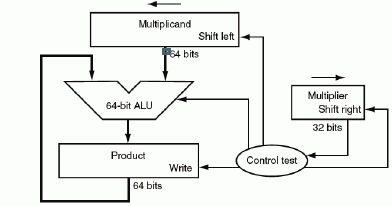 Multiplicand
Shift left
64 bits
64-bit ALU
Multiplier
Shift right
32 bits
Product
Write
Control test
64 bits